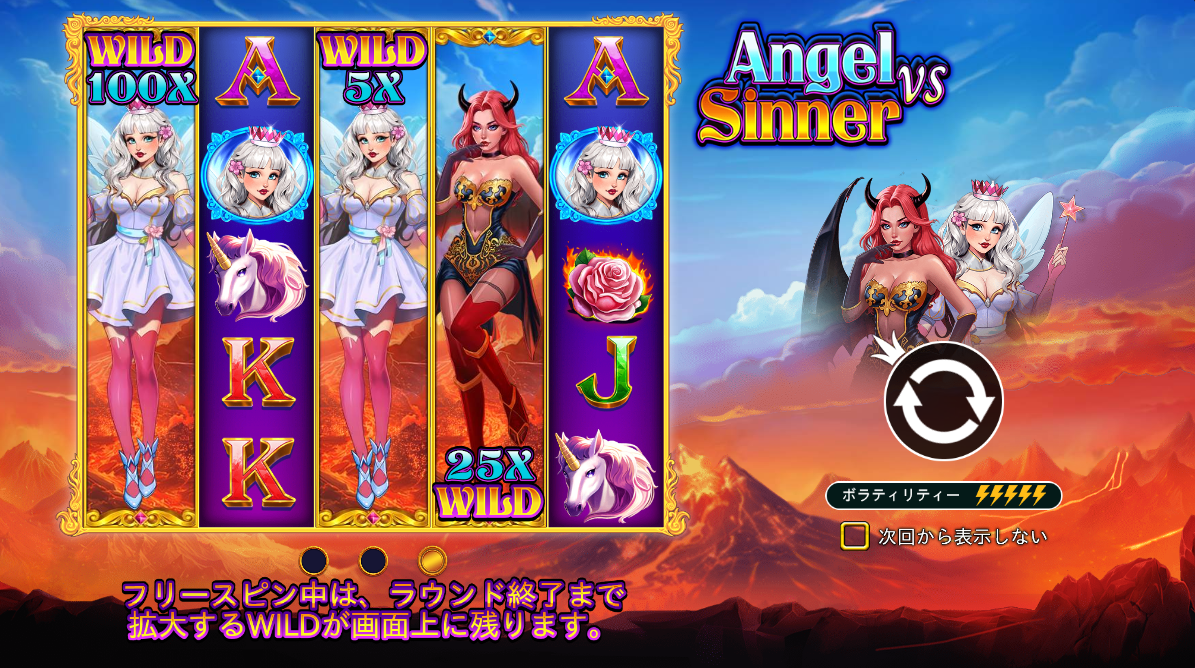 WILD
100X
A
WILD
5X
A
K
K
J
25X
WILD
Angel vs
Sinner
ボラティリティー
次回から表示しない
フリースピン中は、ラウンド終了まで
拡大するWILDが画面上に残ります。